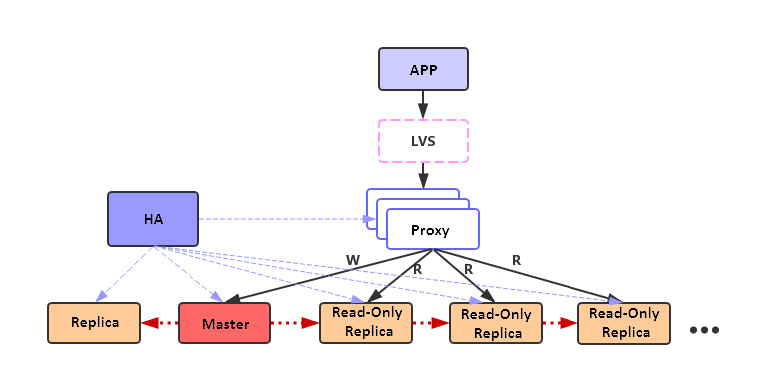 APP
LVS
HA
Proxy
W
R
R
R
Replica
Master
Read-Only
Replica
Read-Only
Replica
Read-Only
Replica